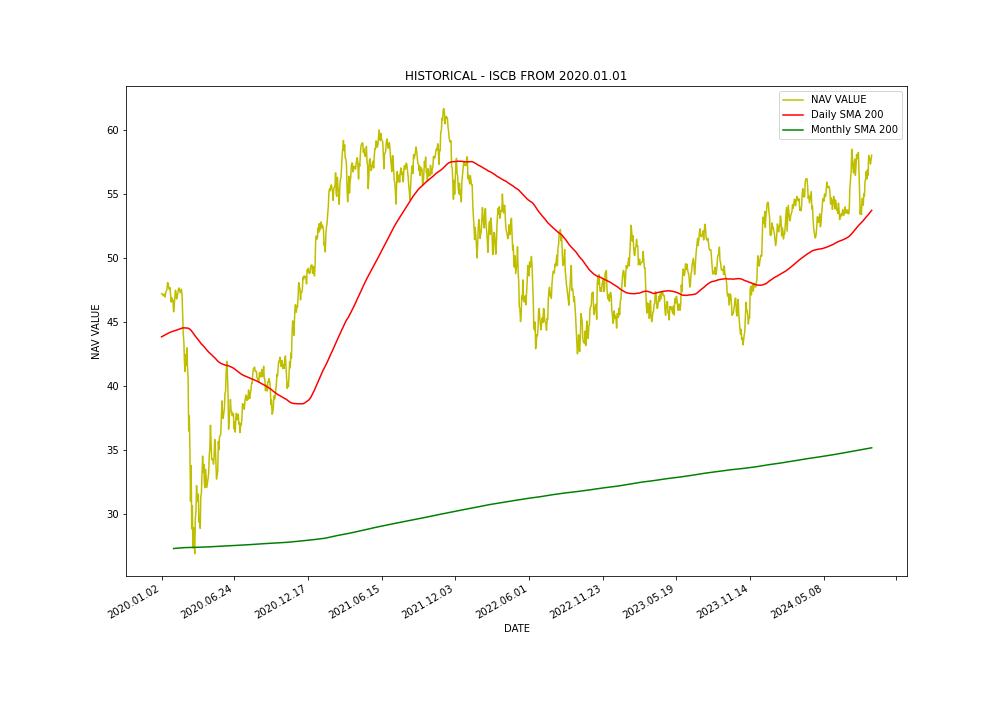 HISTORICAL - ISCB FROM 2020.01.01
NAV VALUE
Daily SMA 200
Monthly SMA 200
NAV VALUE
60
55
50
45
40
35
30
2020.01.02
2020.06.24
2020.12.17
2021.06.15
2021.12.03
2022.06.01
2022.11.23
2023.05.19
2023.11.14
2024.05.08
DATE